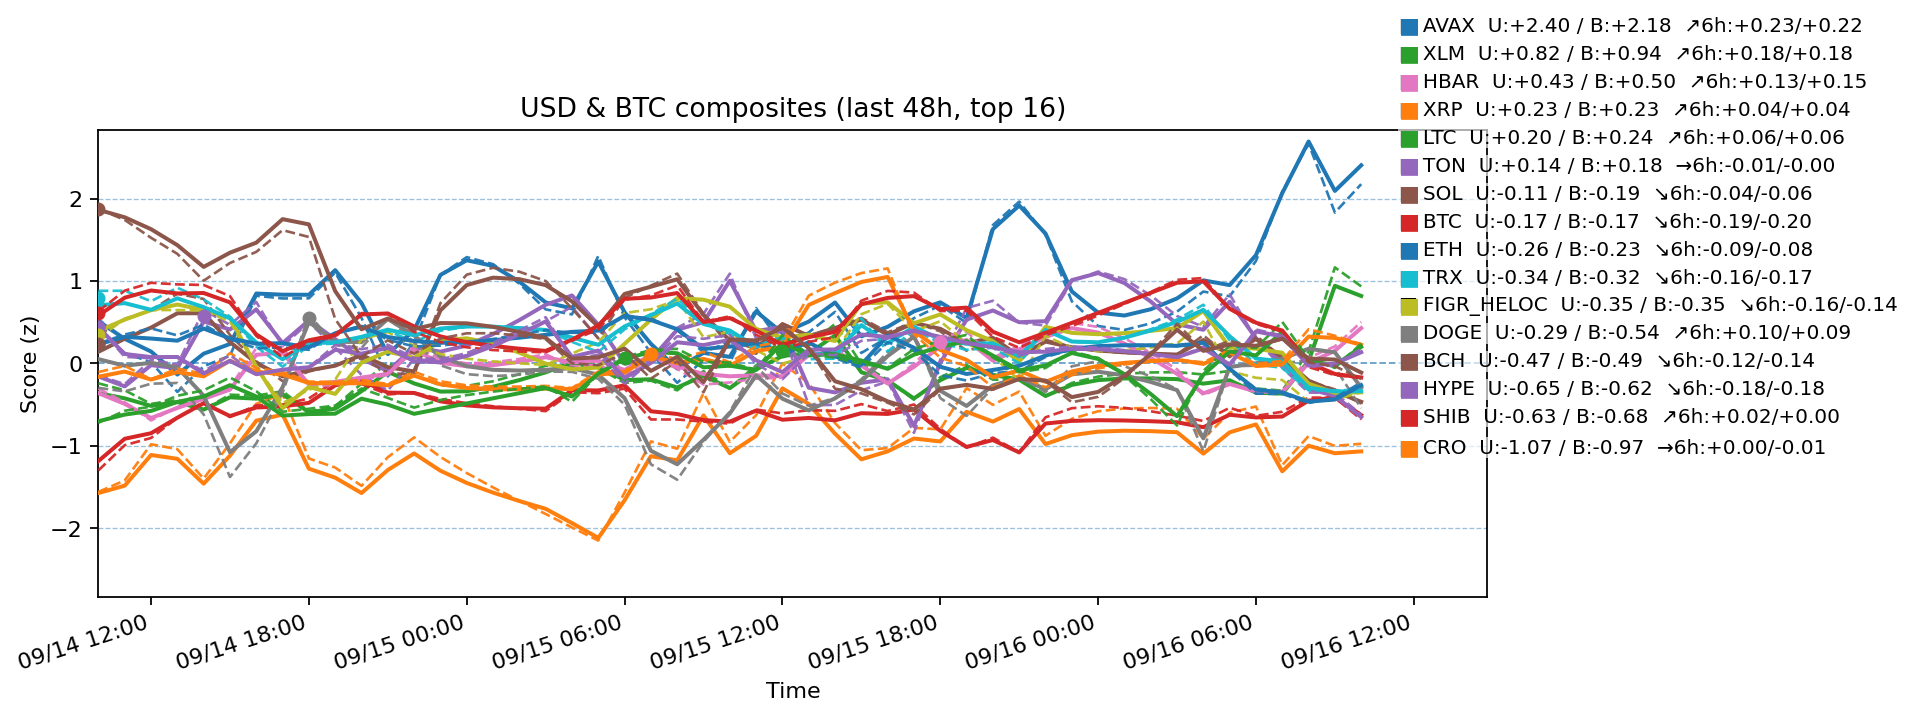 AVAX  U:+2.40 / B:+2.18  ↗6h:+0.23/+0.22
XLM  U:+0.82 / B:+0.94  ↗6h:+0.18/+0.18
HBAR  U:+0.43 / B:+0.50  ↗6h:+0.13/+0.15
XRP  U:+0.23 / B:+0.23  ↗6h:+0.04/+0.04
LTC  U:+0.20 / B:+0.24  ↗6h:+0.06/+0.06
TON  U:+0.14 / B:+0.18  →6h:-0.01/-0.00
SOL  U:-0.11 / B:-0.19  ↘6h:-0.04/-0.06
BTC  U:-0.17 / B:-0.17  ↘6h:-0.19/-0.20
ETH  U:-0.26 / B:-0.23  ↘6h:-0.09/-0.08
TRX  U:-0.34 / B:-0.32  ↘6h:-0.16/-0.17
FIGR_HELOC  U:-0.35 / B:-0.35  ↘6h:-0.16/-0.14
DOGE  U:-0.29 / B:-0.54  ↗6h:+0.10/+0.09
BCH  U:-0.47 / B:-0.49  ↘6h:-0.12/-0.14
HYPE  U:-0.65 / B:-0.62  ↘6h:-0.18/-0.18
SHIB  U:-0.63 / B:-0.68  ↗6h:+0.02/+0.00
CRO  U:-1.07 / B:-0.97  →6h:+0.00/-0.01
USD & BTC composites (last 48h, top 16)
Score (z)
2
1
0
−1
−2
09/14 12:00
09/14 18:00
09/15 00:00
09/15 06:00
09/15 12:00
09/15 18:00
09/16 00:00
09/16 06:00
09/16 12:00
Time